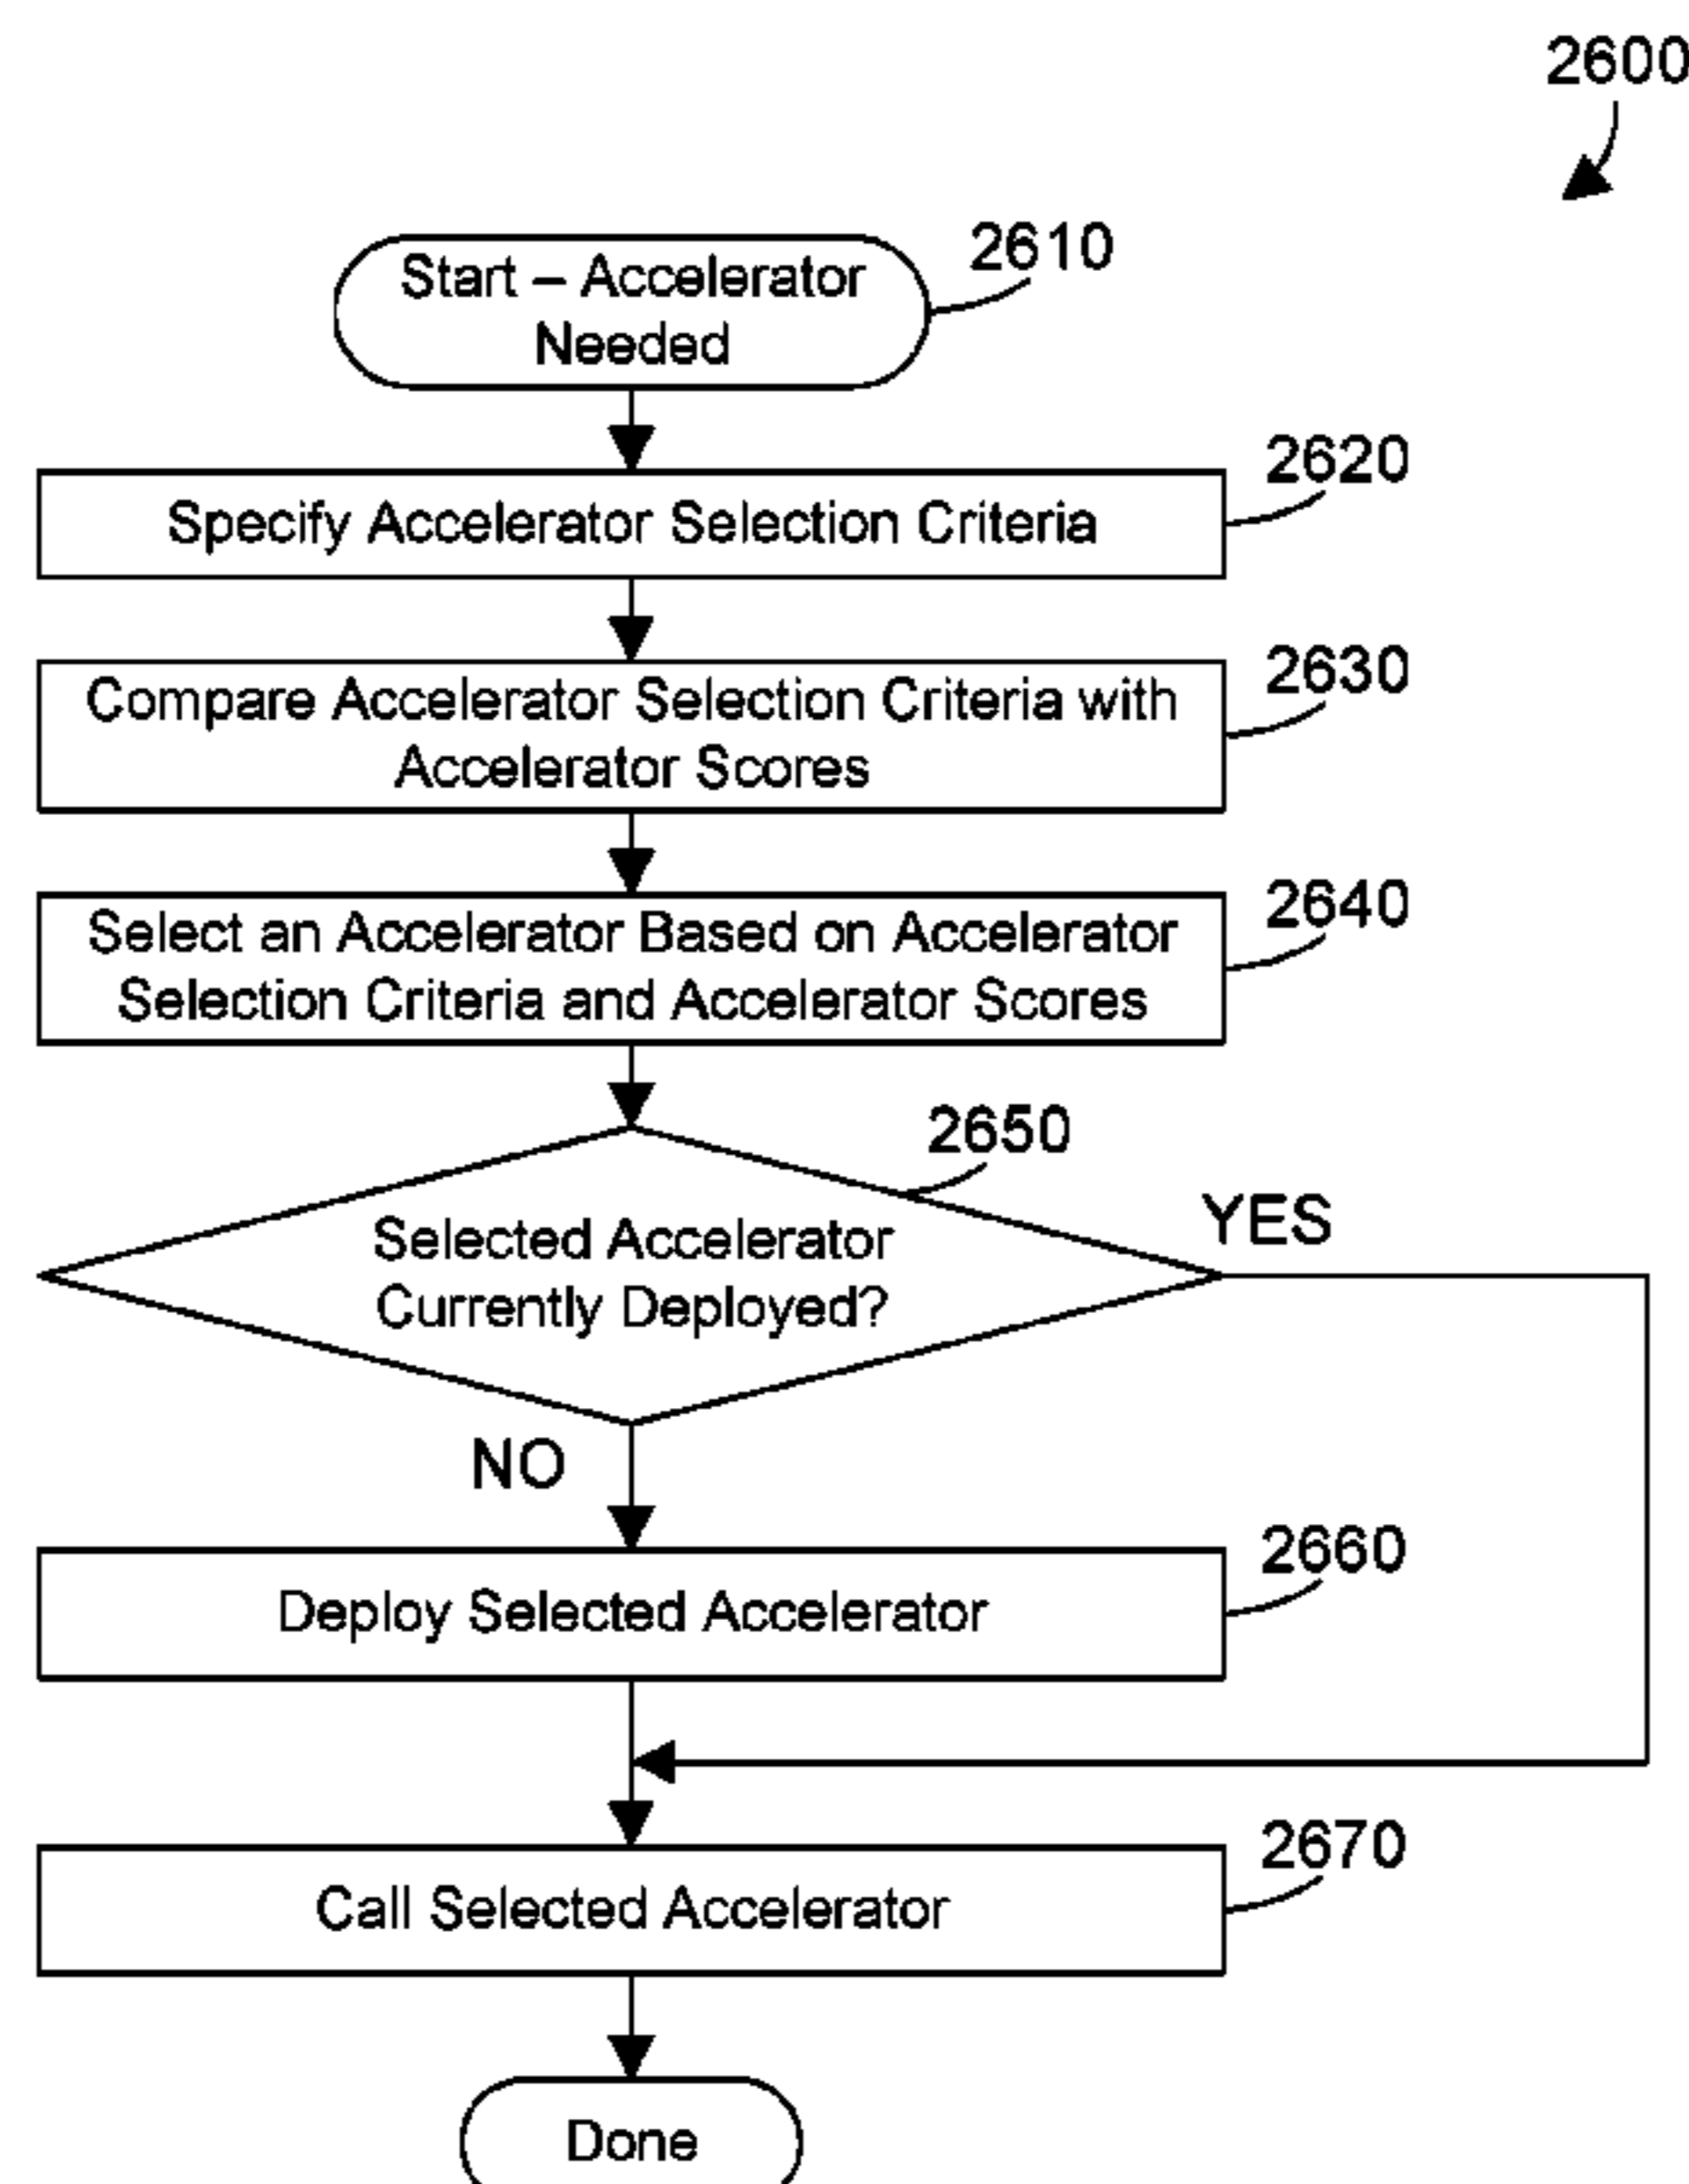 2600
Start – Accelerator
Needed
2610
Specify Accelerator Selection Criteria
2620
Compare Accelerator Selection Criteria with
Accelerator Scores
2630
Select an Accelerator Based on Accelerator
Selection Criteria and Accelerator Scores
2640
2650
Selected Accelerator
Currently Deployed?
YES
NO
Deploy Selected Accelerator
2660
Call Selected Accelerator
2670
Done